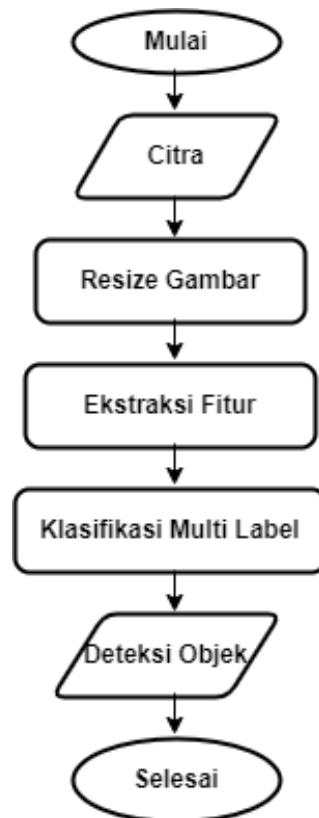 Mulai
Citra
Resize Gambar
Ekstraksi Fitur
Klasifikasi Multi Label
Deteksi Objek
Selesai